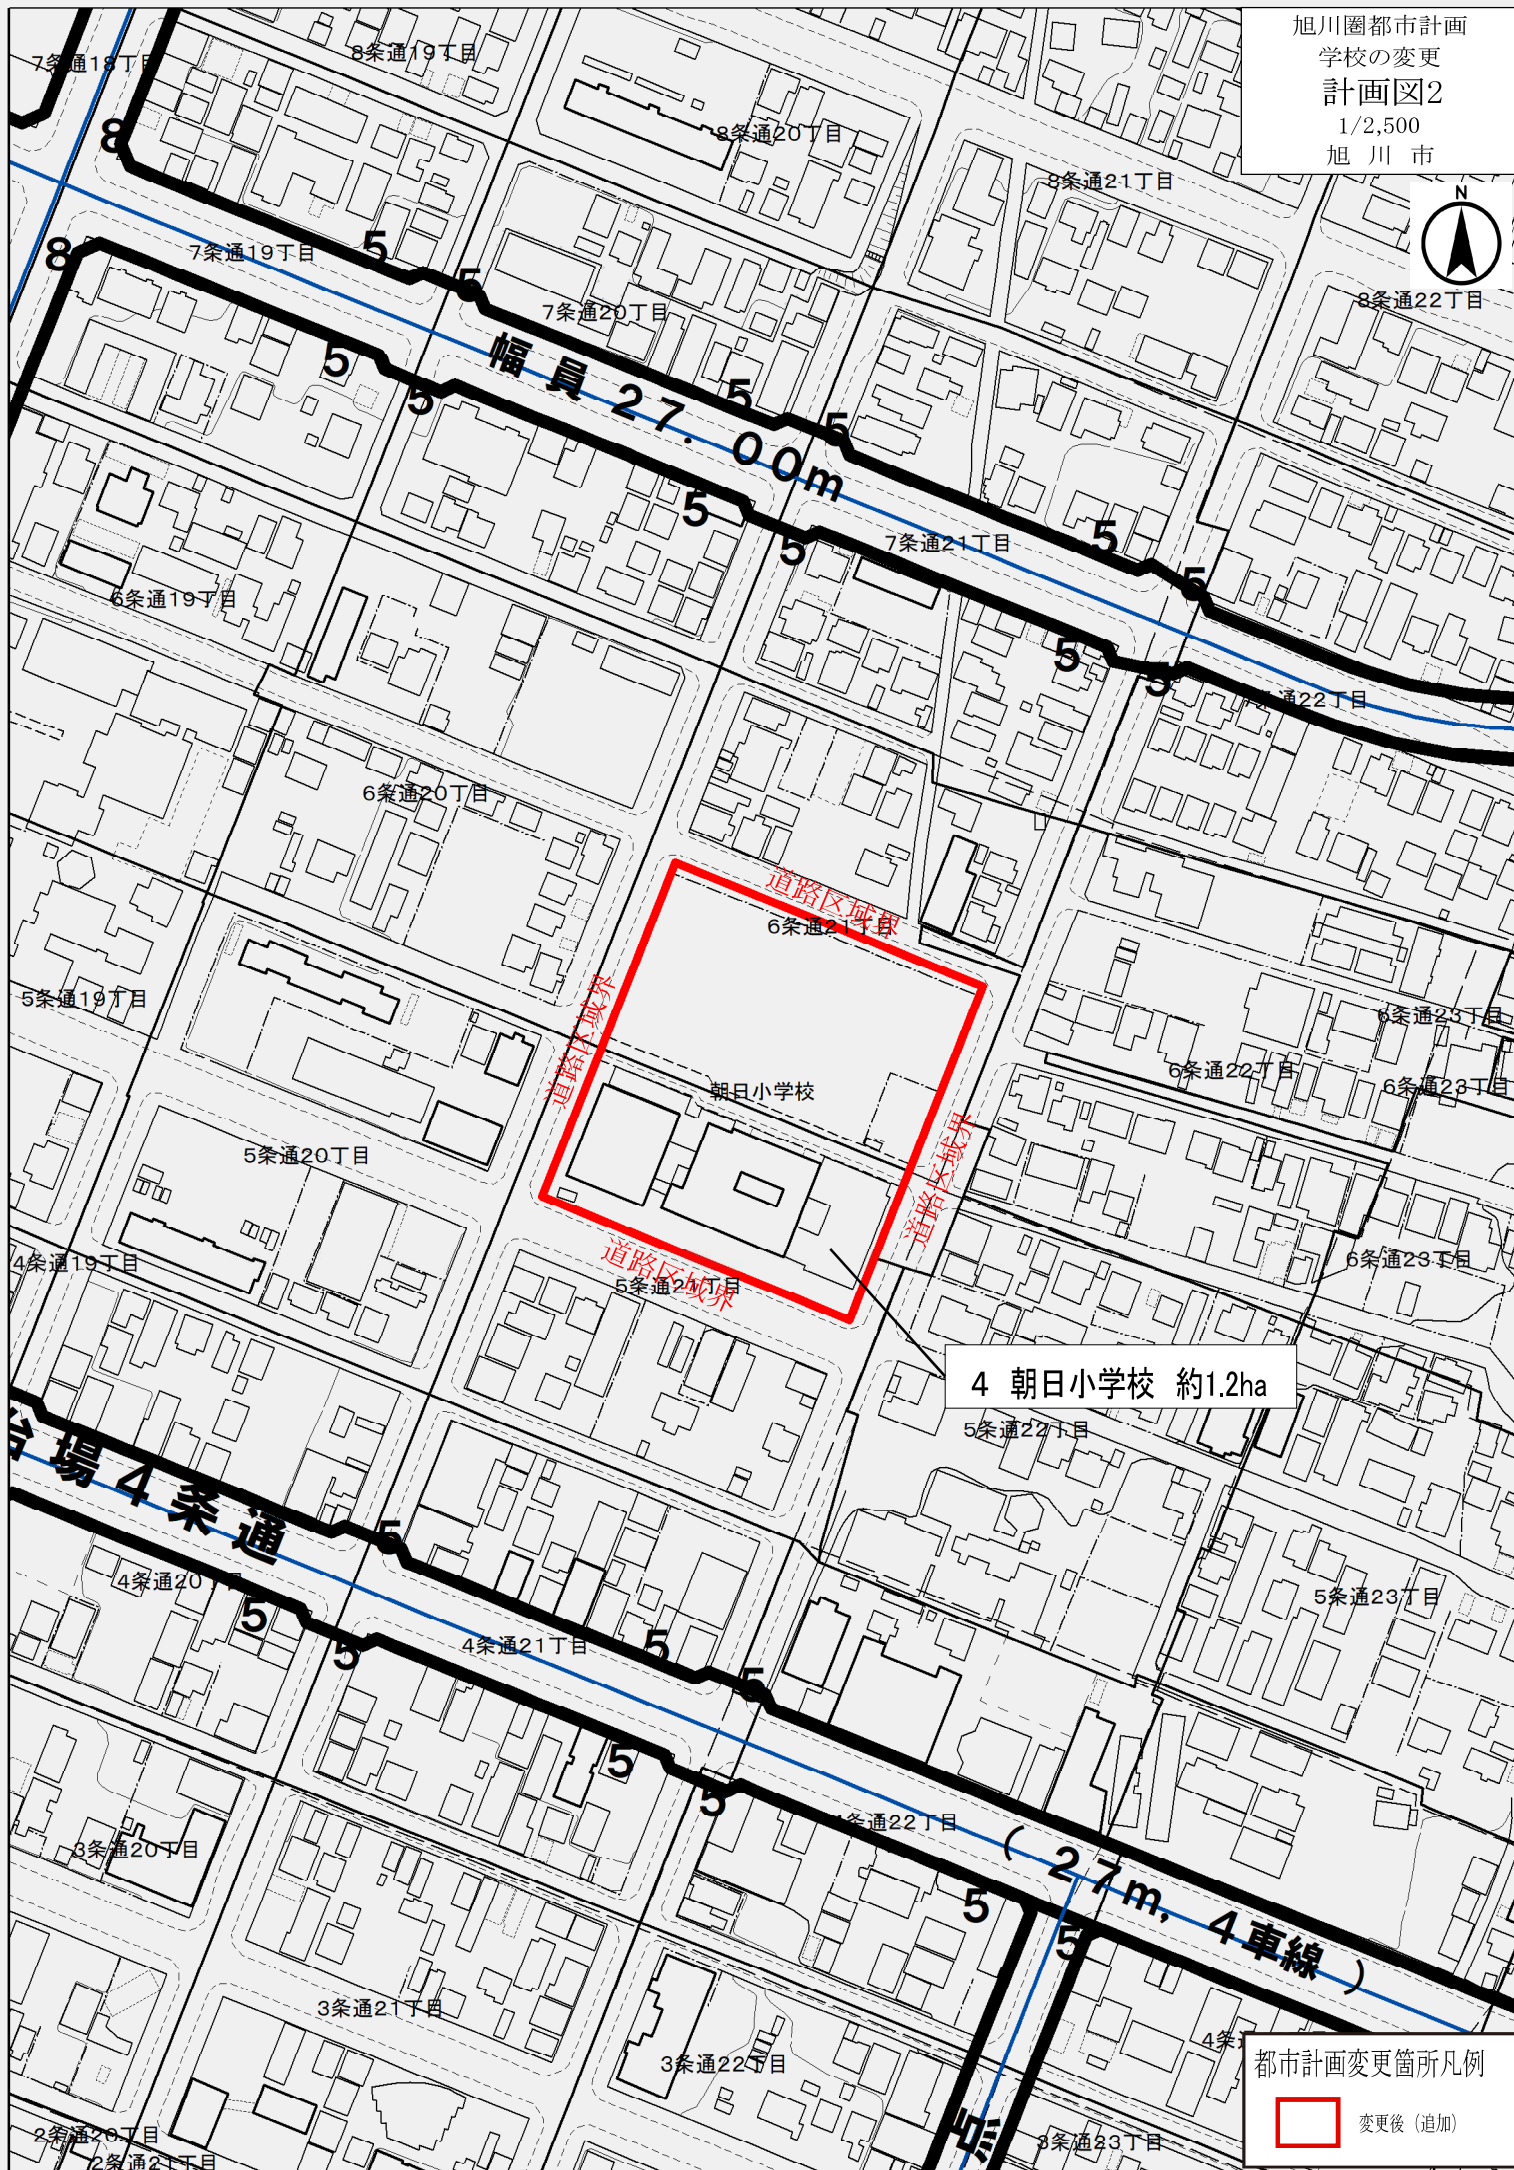 旭川圏都市計画
学校の変更
計画図2
1/2,500
旭 川 市
N
7条通18丁目
8条通19丁目
8条通20丁目
8条通21丁目
8条通22丁目
8
8
7条通19丁目
5
5
7条通20丁目
5
5
幅員27.00m
5
5
5
5
7条通21丁目
5
5
5
5
7条通22丁目
6条通19丁目
6条通20丁目
道路区域界
6条通21丁目
5条通19丁目
道路区域界
6条通23丁目
6条通22丁目
6条通23丁目
朝日小学校
道路区域界
5条通20丁目
4条通19丁目
道路区域界
5条通21丁目
6条通23丁目
4 朝日小学校 約1.2ha
5条通22丁目
場4条通
5
4条通20丁目
5
5
4条通21丁目
5
5
5条通23丁目
5
5
4条通22丁目
(27m, 4車線)
5
5
3条通20丁目
3条通21丁目
3条通22丁目
4条
2条通20丁目
2条通21丁目
3条通23丁目
都市計画変更箇所凡例
変更後(追加)